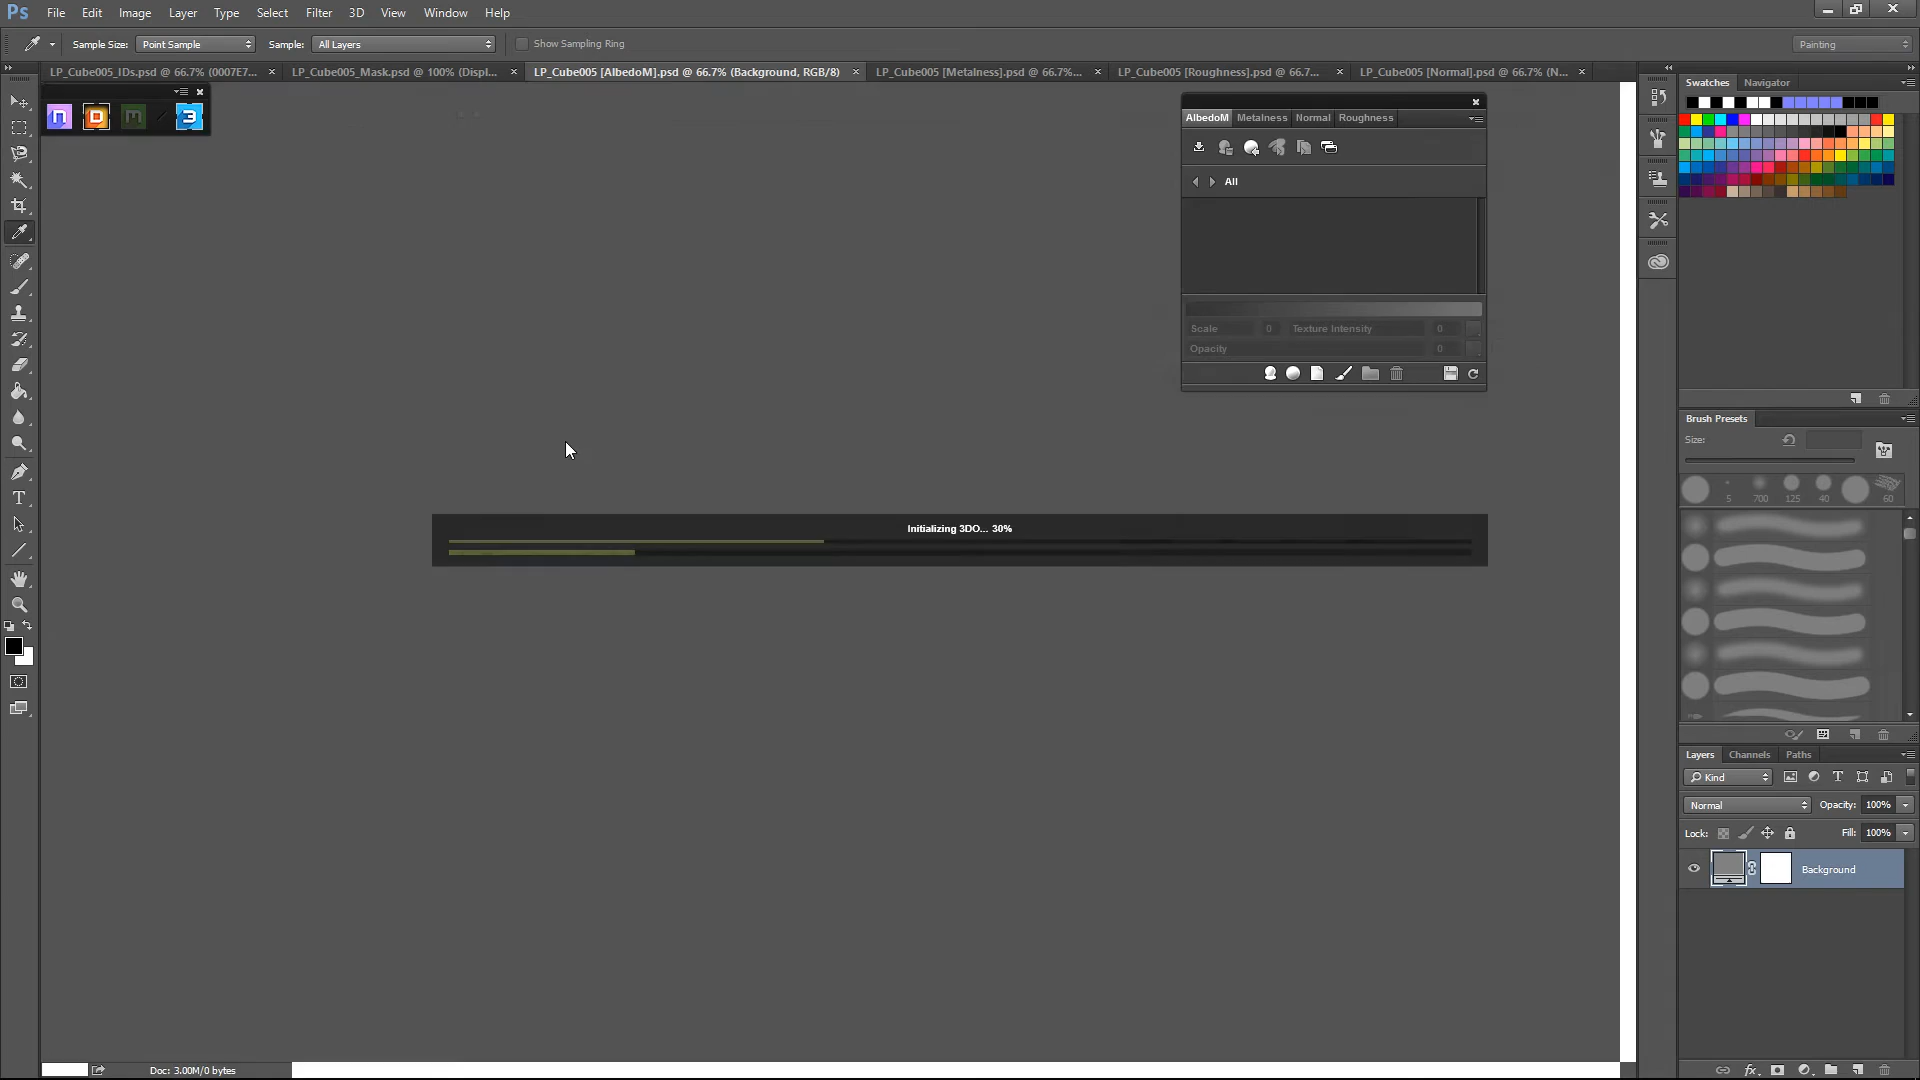 Ps File Edit Image Layer Type Select Filter 3D View Window Help
Sample Size: Point Sample Sample: All Layers Show Sampling Ring Painting
LP_Cube005_IDs.psd @ 66.7% (0007E7... LP_Cube005_Mask.psd @ 100% (Displ... LP_Cube005 [AlbedoM].psd @ 66.7% (Background, RGB/8) LP_Cube005 [Metalness].psd @ 66.7%... LP_Cube005 [Roughness].psd @ 66.7... LP_Cube005 [Normal].psd @ 66.7% (N...
n D m 3
AlbedoM Metalness Normal Roughness
All
Scale 0 Texture Intensity 0
Opacity 0
Initializing 3DO... 30%
Swatches Navigator
Brush Presets
Size:
5 700 125 40 60
Layers Channels Paths
Kind
Normal Opacity: 100%
Lock: Fill: 100%
Background
Doc: 3.00M/0 bytes